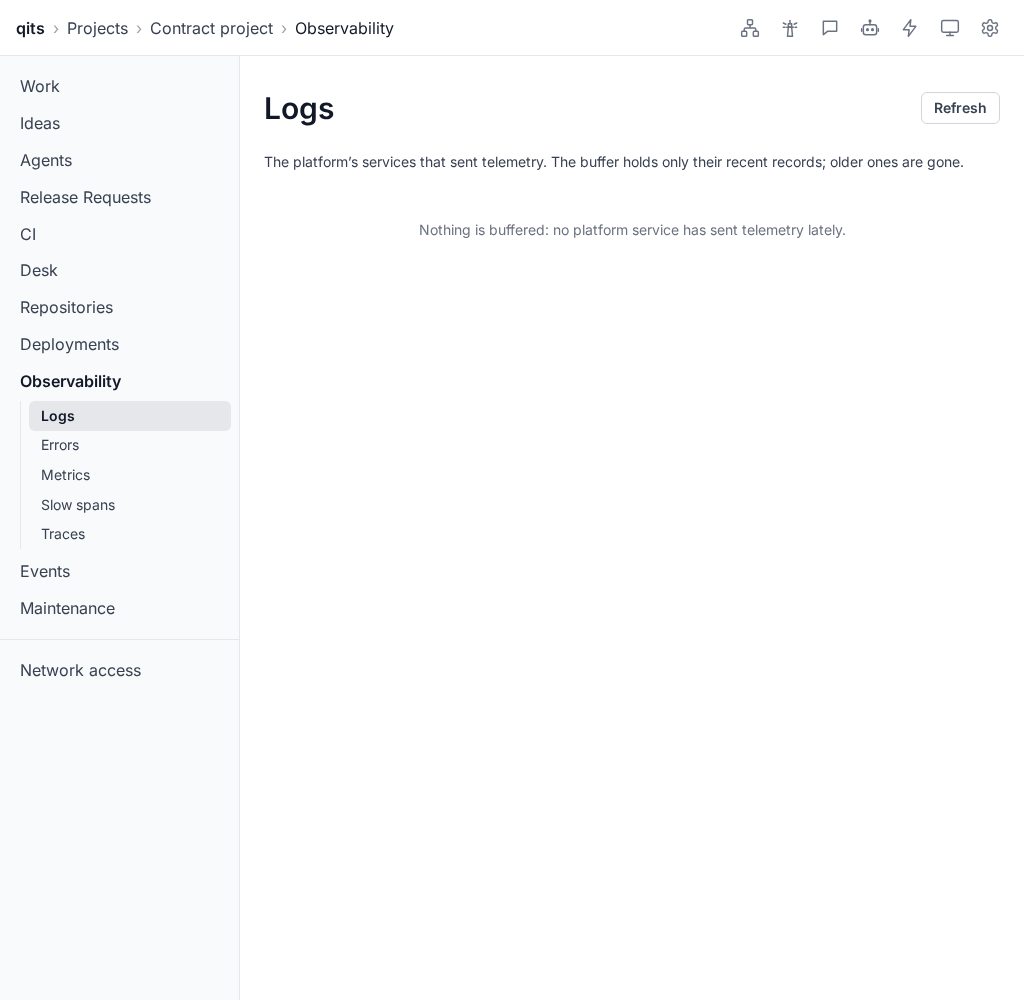 qits › Projects › Contract project › Observability
Work
Ideas
Agents
Release Requests
CI
Desk
Repositories
Deployments
Observability
Logs
Errors
Metrics
Slow spans
Traces
Events
Maintenance
Network access
Logs
Refresh
The platform’s services that sent telemetry. The buffer holds only their recent records; older ones are gone.
Nothing is buffered: no platform service has sent telemetry lately.